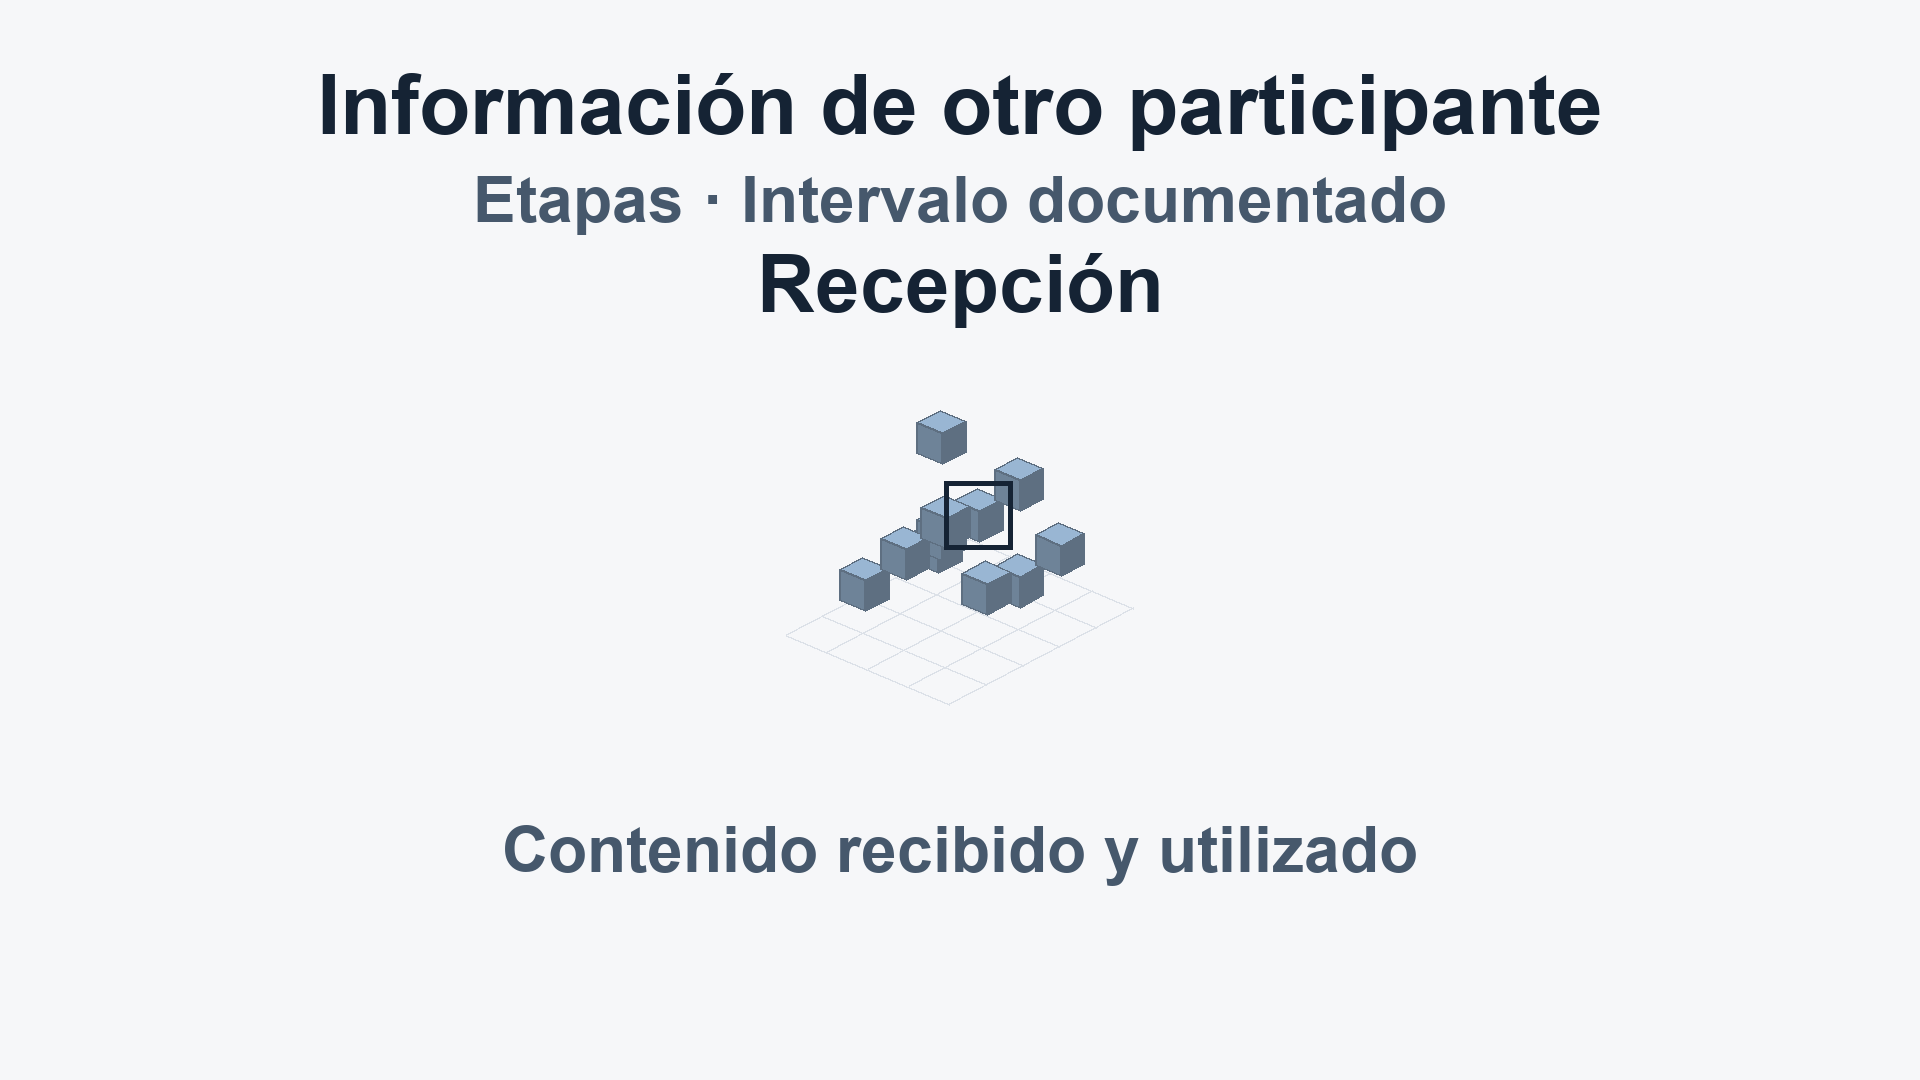 Información de otro participante
Etapas · Intervalo documentado
Recepción
Contenido recibido y utilizado